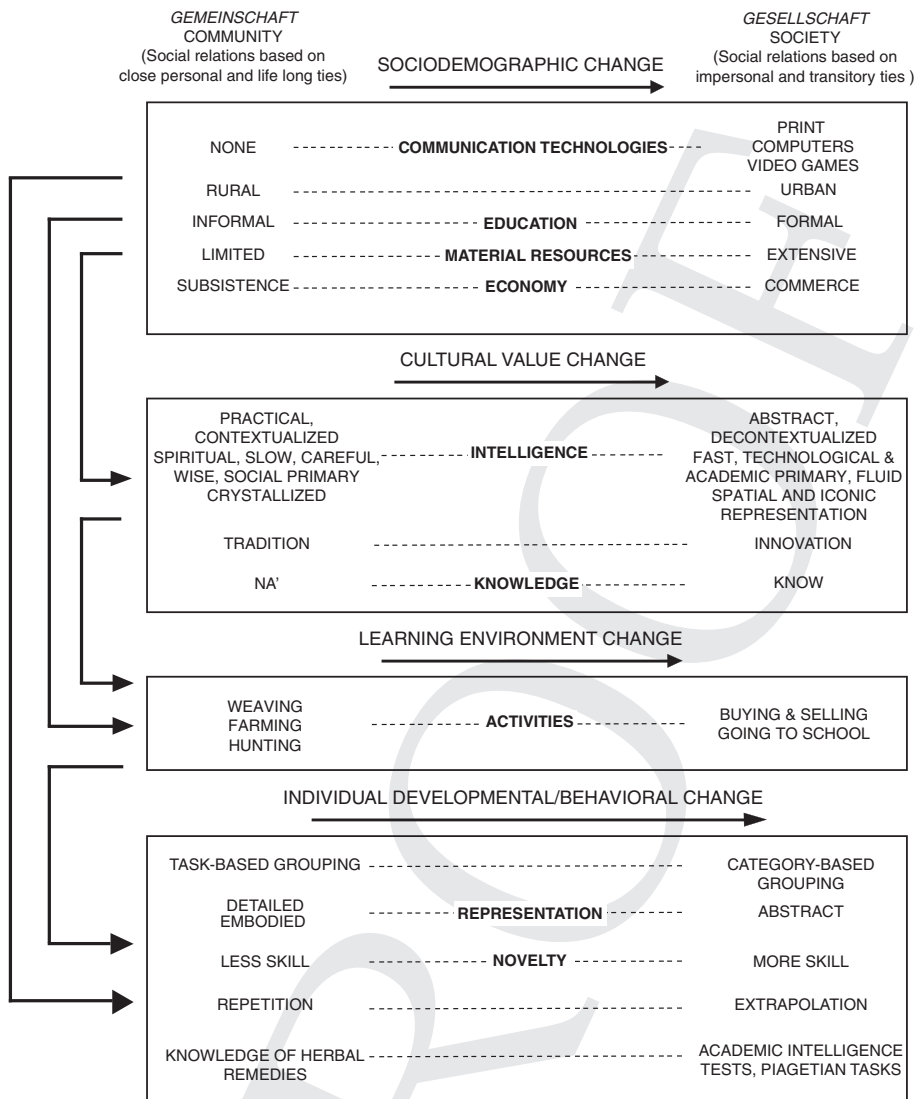 GEMEINSCHAFT
COMMUNITY
(Social relations based on
close personal and life long ties)
GESELLSCHAFT
SOCIETY
(Social relations based on
impersonal and transitory ties )
SOCIODEMOGRAPHIC CHANGE
NONE COMMUNICATION TECHNOLOGIES PRINT
COMPUTERS
VIDEO GAMES
RURAL URBAN
INFORMAL EDUCATION FORMAL
LIMITED MATERIAL RESOURCES EXTENSIVE
SUBSISTENCE ECONOMY COMMERCE
CULTURAL VALUE CHANGE
PRACTICAL,
CONTEXTUALIZED
SPIRITUAL, SLOW, CAREFUL,
WISE, SOCIAL PRIMARY
CRYSTALLIZED
INTELLIGENCE
ABSTRACT,
DECONTEXTUALIZED
FAST, TECHNOLOGICAL &
ACADEMIC PRIMARY, FLUID
SPATIAL AND ICONIC
REPRESENTATION
TRADITION INNOVATION
NA' KNOWLEDGE KNOW
LEARNING ENVIRONMENT CHANGE
WEAVING
FARMING
HUNTING
ACTIVITIES
BUYING & SELLING
GOING TO SCHOOL
INDIVIDUAL DEVELOPMENTAL/BEHAVIORAL CHANGE
TASK-BASED GROUPING CATEGORY-BASED
GROUPING
DETAILED
EMBODIED
REPRESENTATION
ABSTRACT
LESS SKILL NOVELTY MORE SKILL
REPETITION EXTRAPOLATION
KNOWLEDGE OF HERBAL
REMEDIES
ACADEMIC INTELLIGENCE
TESTS, PIAGETIAN TASKS